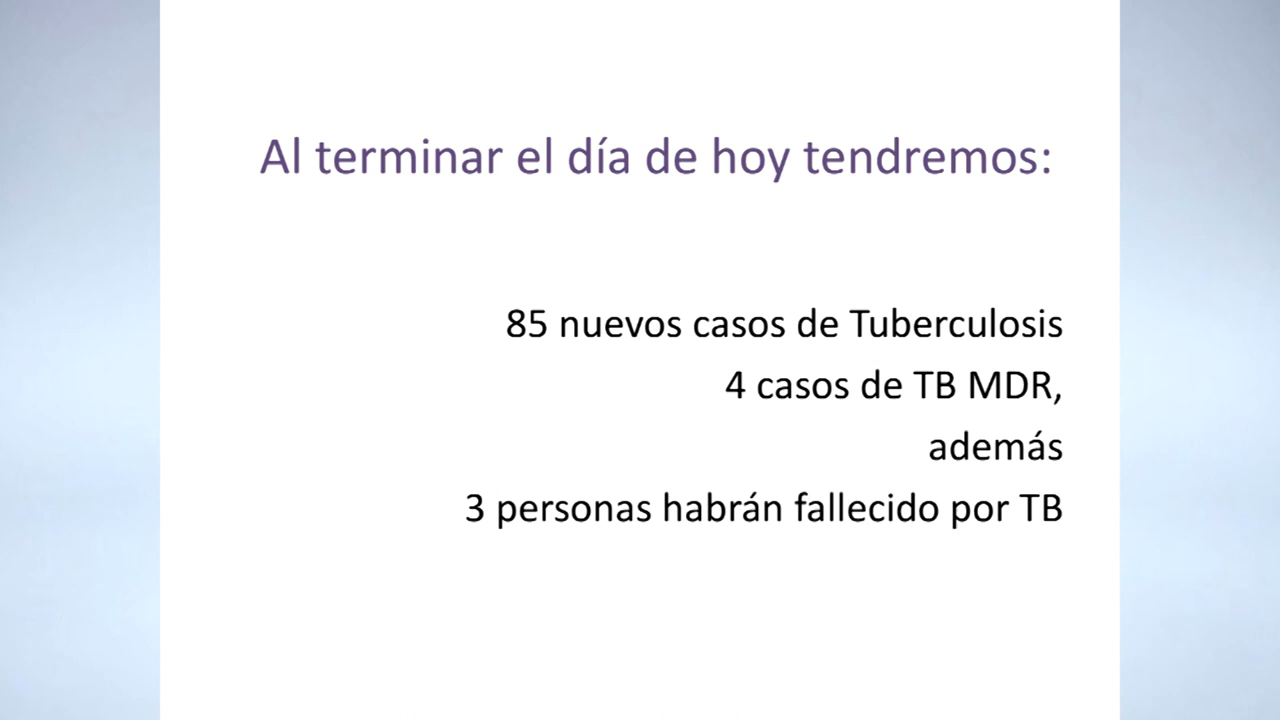 Al terminar el día de hoy tendremos:
85 nuevos casos de Tuberculosis
4 casos de TB MDR,
además
3 personas habrán fallecido por TB